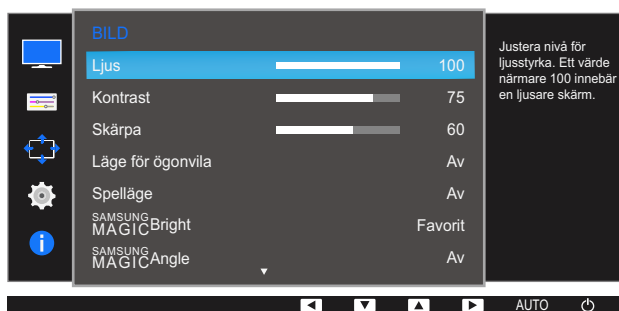 BILD
Ljus 100
Kontrast 75
Skärpa 60
Läge för ögonvila Av
Spelläge Av
SAMSUNG MAGIC Bright Favorit
SAMSUNG MAGIC Angle Av
Justera nivå för
ljusstyrka. Ett värde
närmare 100 innebär
en ljusare skärm.
AUTO